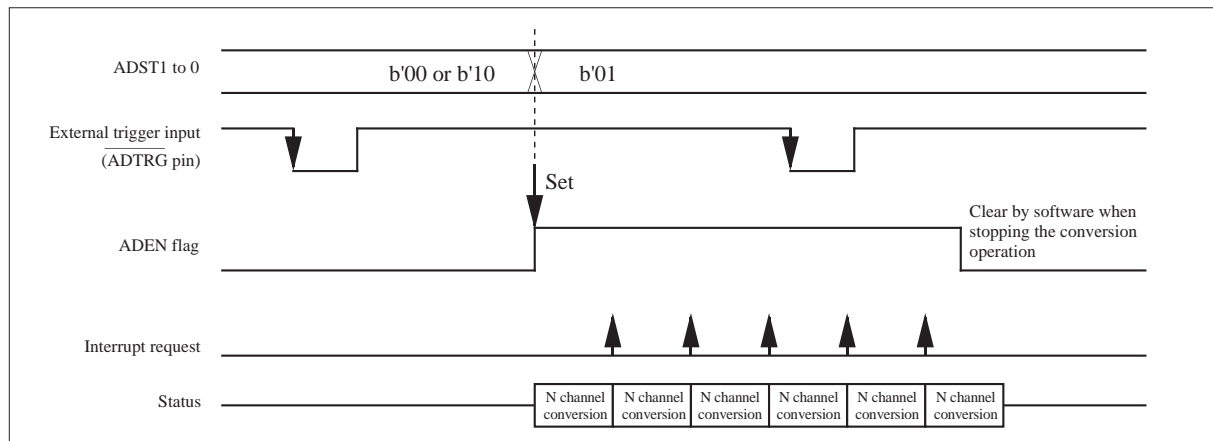 ADST1 to 0
b'00 or b'10
b'01
External trigger input
(ADTRG pin)
Set
ADEN flag
Clear by software when
stopping the conversion
operation
Interrupt request
Status
N channel
conversion
N channel
conversion
N channel
conversion
N channel
conversion
N channel
conversion
N channel
conversion